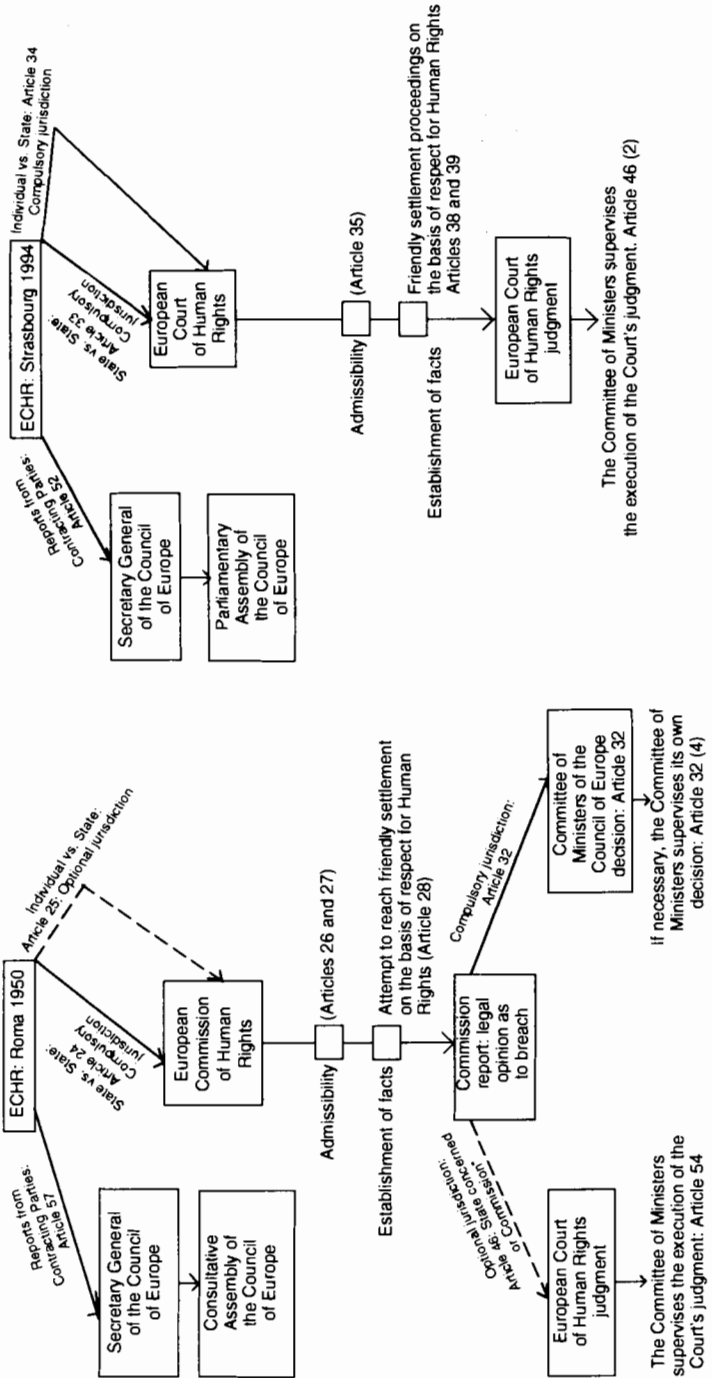 ECHR: Roma 1950
Reports from
Contracting Parties:
Article 57
State vs. State:
Article 24
Compulsory
jurisdiction
Individual vs. State:
Article 25: Optional jurisdiction
Secretary General
of the Council
of Europe
Consultative
Assembly of
the Council
of Europe
European
Commission
of Human
Rights
Admissibility
(Articles 26 and 27)
Establishment of facts
Attempt to reach friendly settlement
on the basis of respect for Human
Rights (Article 28)
Commission
report: legal
opinion as
to breach
Optional jurisdiction:
Article 46: State concerned
or Commission*
Compulsory jurisdiction:
Article 32
European Court
of Human Rights
judgment
Committee of
Ministers of the
Council of Europe
decision: Article 32
The Committee of Ministers
supervises the execution of the
Court's judgment: Article 54
If necessary, the Committee of
Ministers supervises its own
decision: Article 32 (4)
ECHR: Strasbourg 1994
Reports from
Contracting Parties:
Article 52
State vs. State:
Article 33
Compulsory
jurisdiction
Individual vs. State: Article 34
Compulsory jurisdiction
Secretary General
of the Council
of Europe
Parliamentary
Assembly of
the Council
of Europe
European
Court
of Human
Rights
Admissibility
(Article 35)
Establishment of facts
Friendly settlement proceedings on
the basis of respect for Human Rights
Articles 38 and 39
European Court
of Human Rights
judgment
The Committee of Ministers supervises
the execution of the Court's judgment. Article 46 (2)